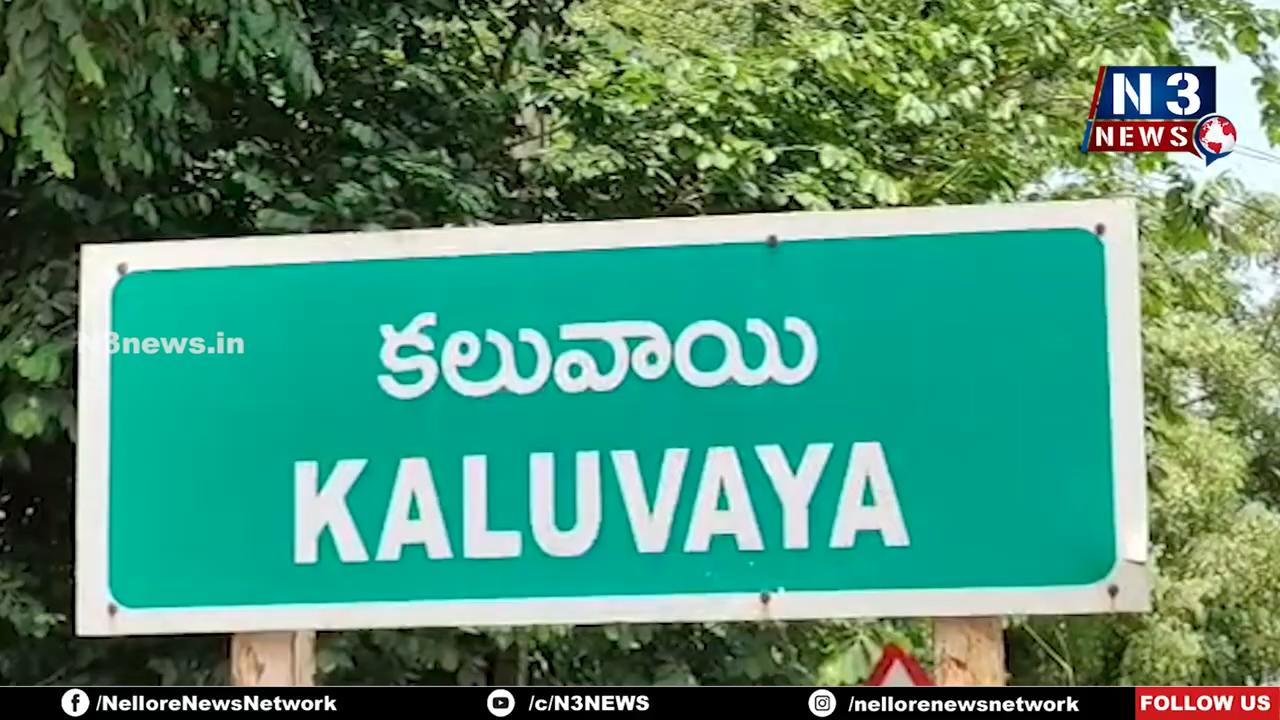 N3
NEWS
N3news.in
కలువాయి
KALUVAYA
/NelloreNewsNetwork
/c/N3NEWS
/nellorenewsnetwork
FOLLOW US